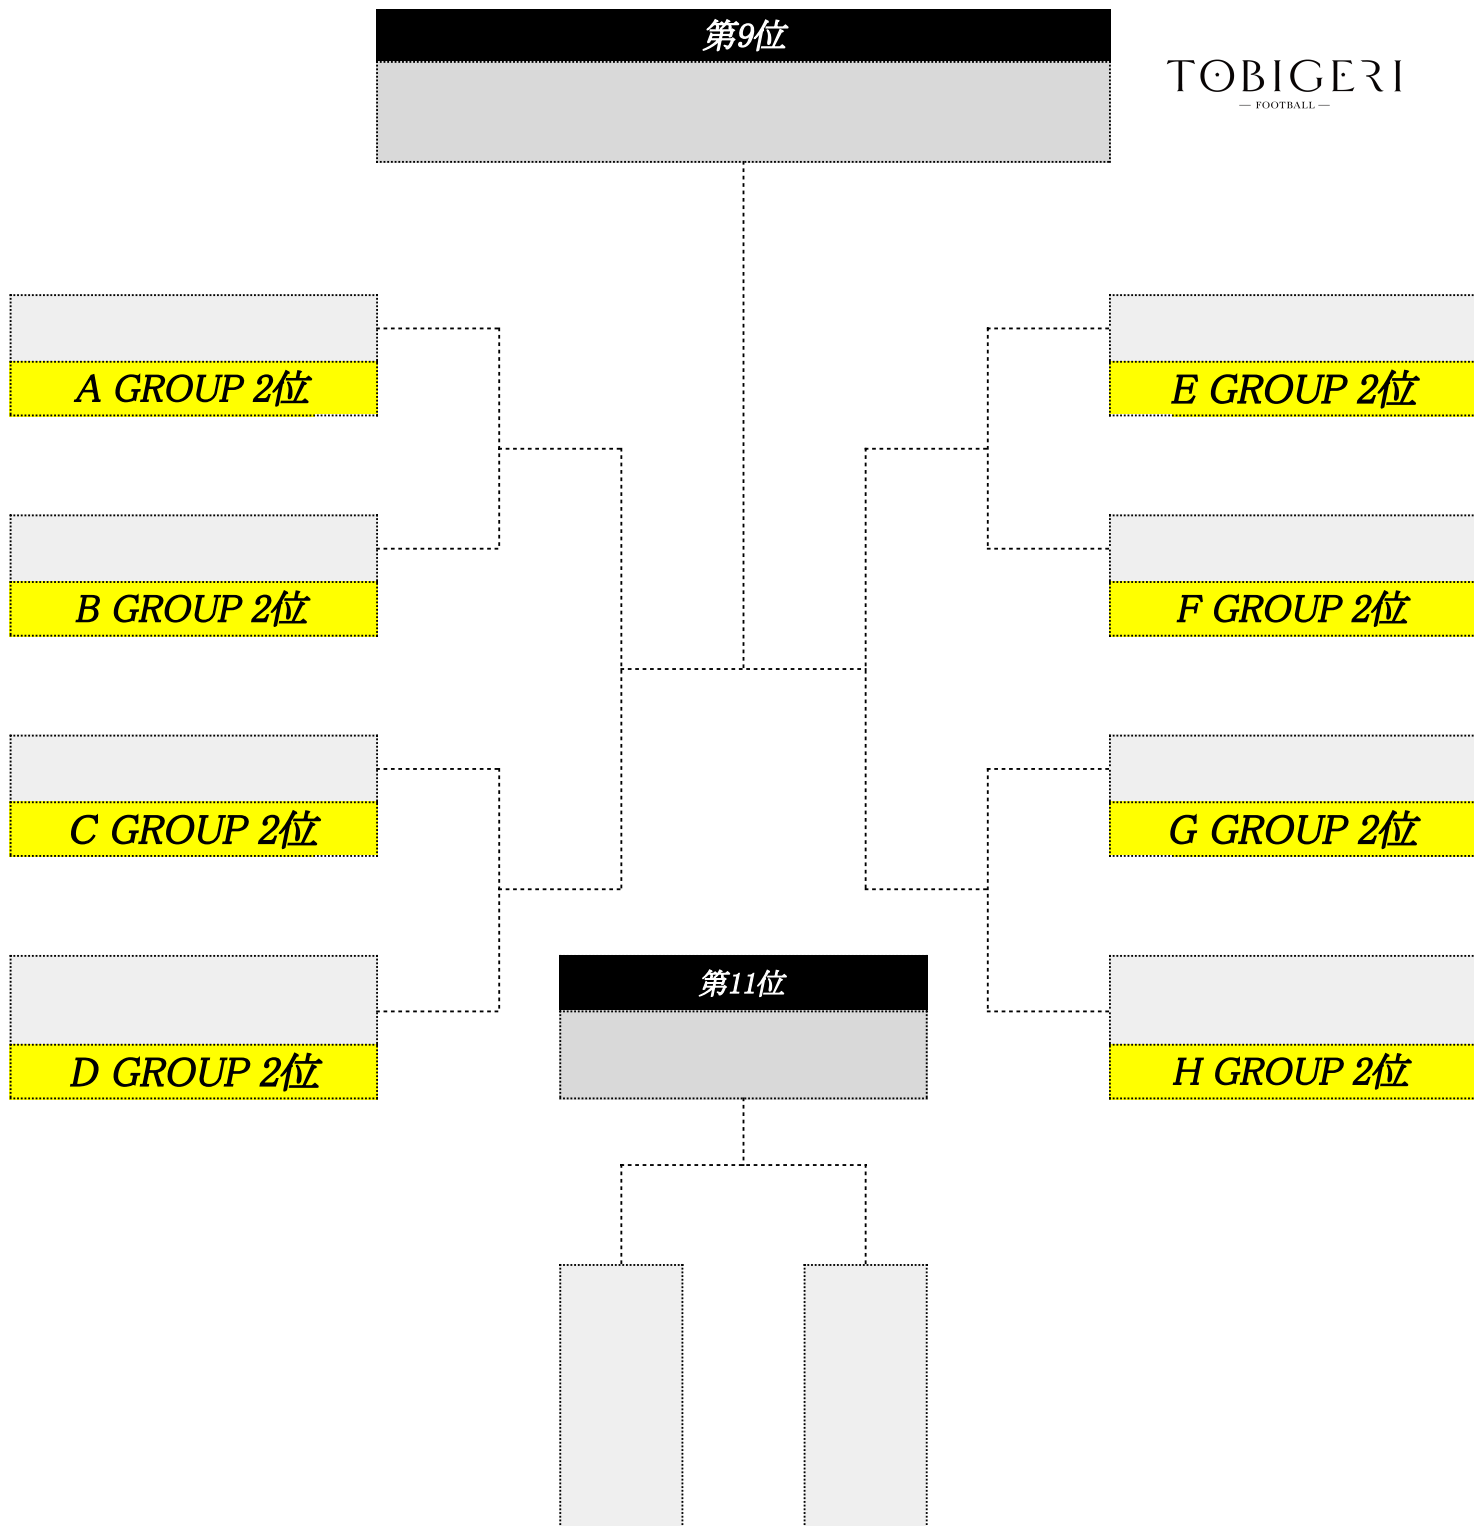 第9位
TOBIGERI
— FOOTBALL —
A GROUP 2位
E GROUP 2位
B GROUP 2位
F GROUP 2位
C GROUP 2位
G GROUP 2位
第11位
D GROUP 2位
H GROUP 2位